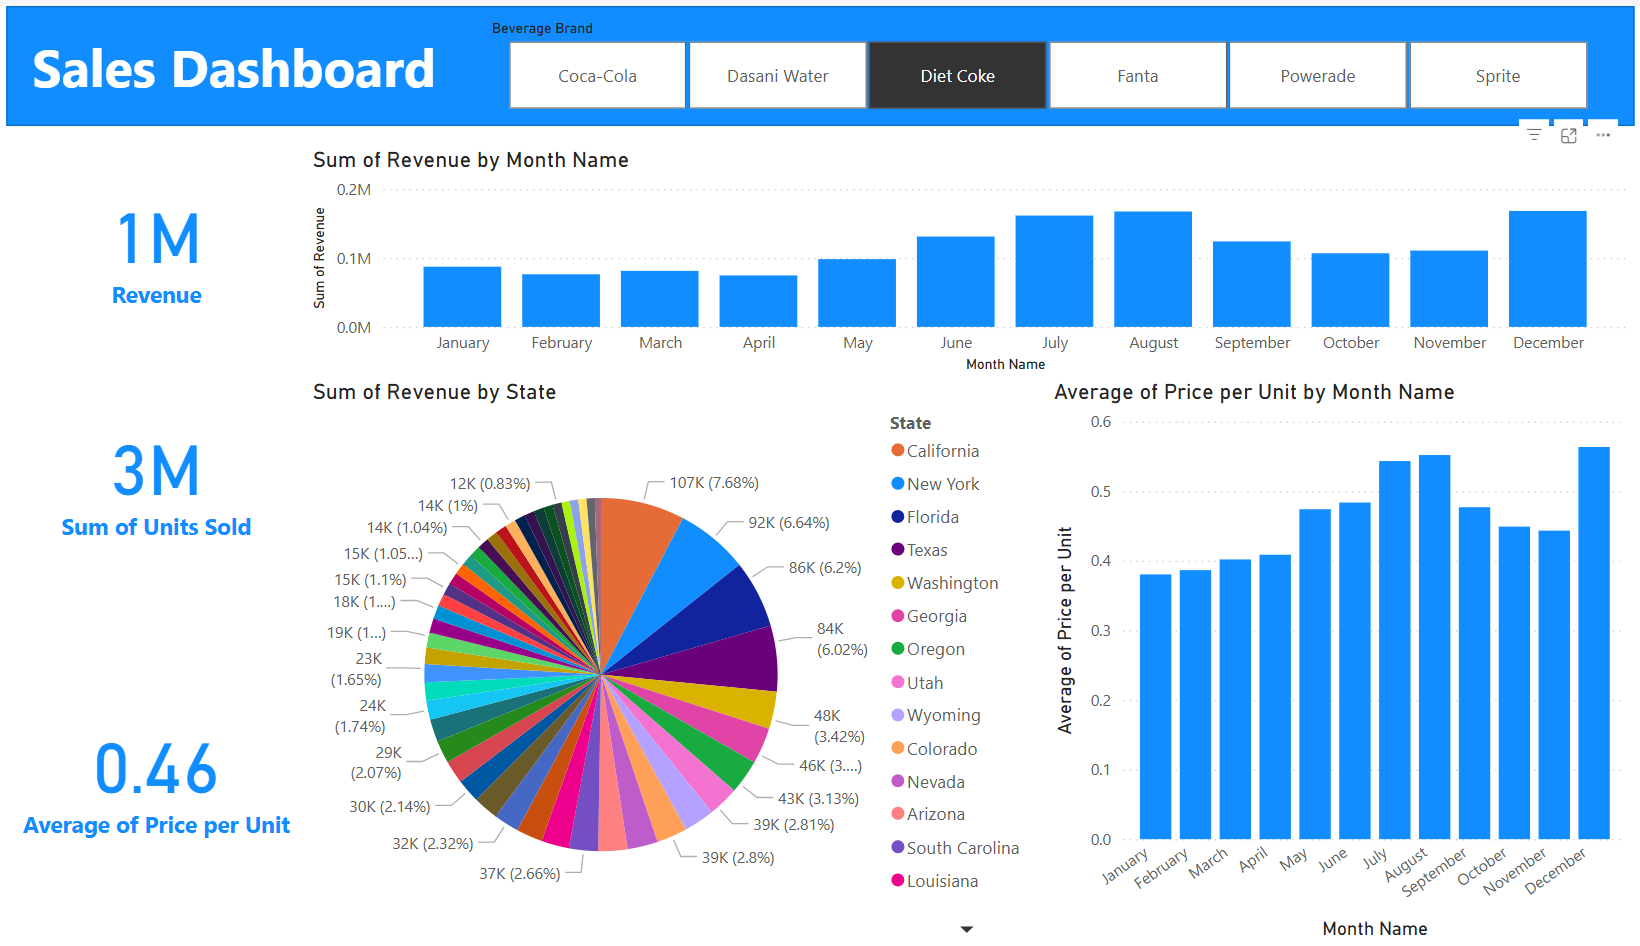 Beverage Brand
Sales Dashboard
Coca-Cola
Dasani Water
Diet Coke
Fanta
Powerade
Sprite
1M
Revenue
3M
Sum of Units Sold
0.46
Average of Price per Unit
Sum of Revenue by Month Name
Sum of Revenue
0.2M
0.1M
0.0M
January
February
March
April
May
June
July
August
September
October
November
December
Month Name
Sum of Revenue by State
107K (7.68%)
92K (6.64%)
86K (6.2%)
84K
(6.02%)
48K
(3.42%)
46K (3....)
43K (3.13%)
39K (2.81%)
39K (2.8%)
37K (2.66%)
32K (2.32%)
30K (2.14%)
29K
(2.07%)
24K
(1.74%)
23K
(1.65%)
19K (1...)
18K (1....)
15K (1.1%)
15K (1.05...)
14K (1.04%)
14K (1%)
12K (0.83%)
State
California
New York
Florida
Texas
Washington
Georgia
Oregon
Utah
Wyoming
Colorado
Nevada
Arizona
South Carolina
Louisiana
Average of Price per Unit by Month Name
Average of Price per Unit
0.6
0.5
0.4
0.3
0.2
0.1
0.0
January
February
March
April
May
June
July
August
September
October
November
December
Month Name